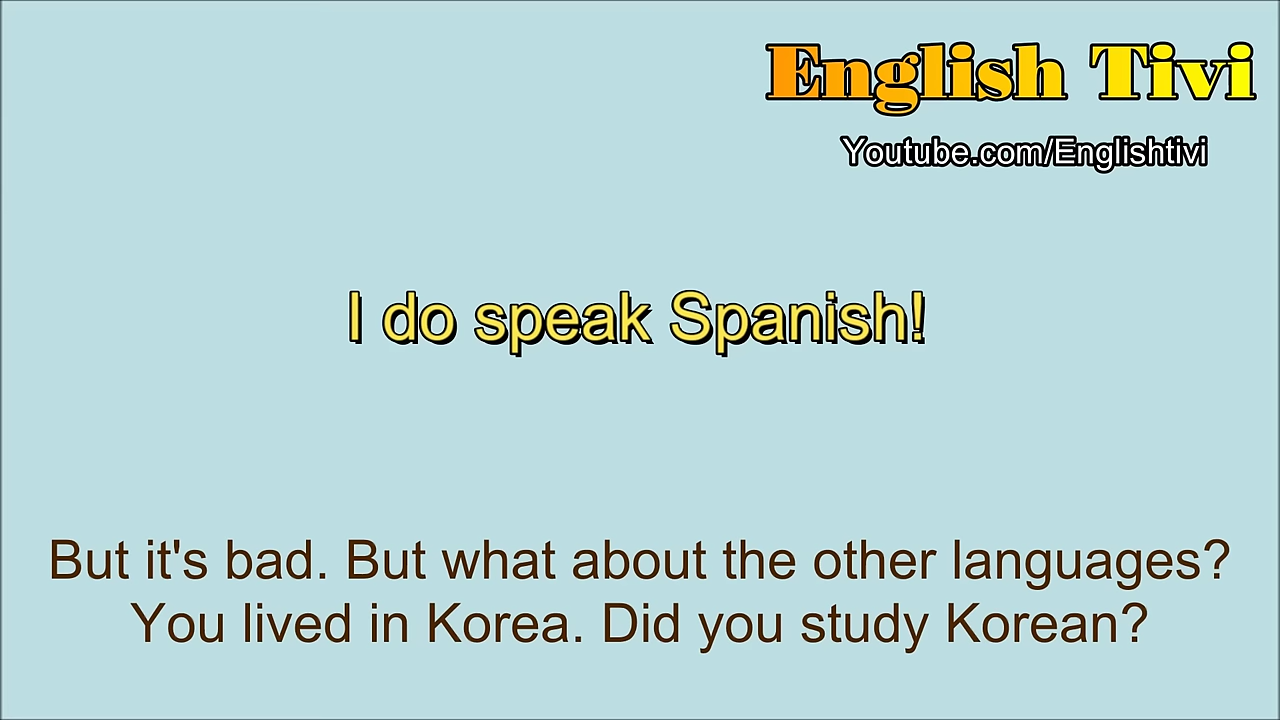 English Tivi
Youtube.com/Englishtivi
I do speak Spanish!
But it's bad. But what about the other languages?
You lived in Korea. Did you study Korean?